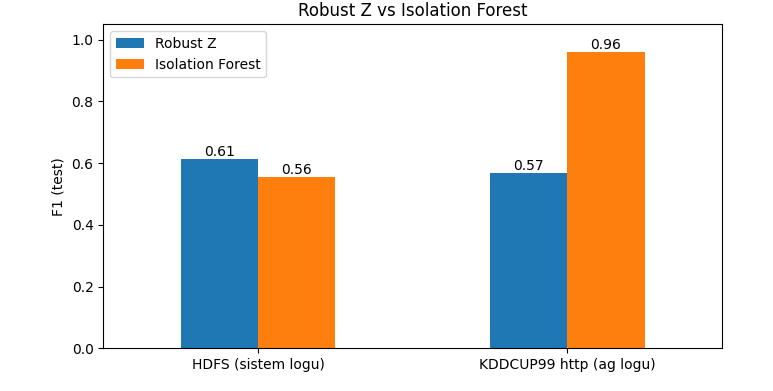 Robust Z vs Isolation Forest
Robust Z
Isolation Forest
F1 (test)
1.0
0.8
0.6
0.4
0.2
0.0
0.61
0.56
0.57
0.96
HDFS (sistem logu)
KDDCUP99 http (ag logu)